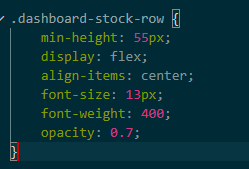 .dashboard-stock-row {
min-height: 55px;
display: flex;
align-items: center;
font-size: 13px;
font-weight: 400;
opacity: 0.7;
}